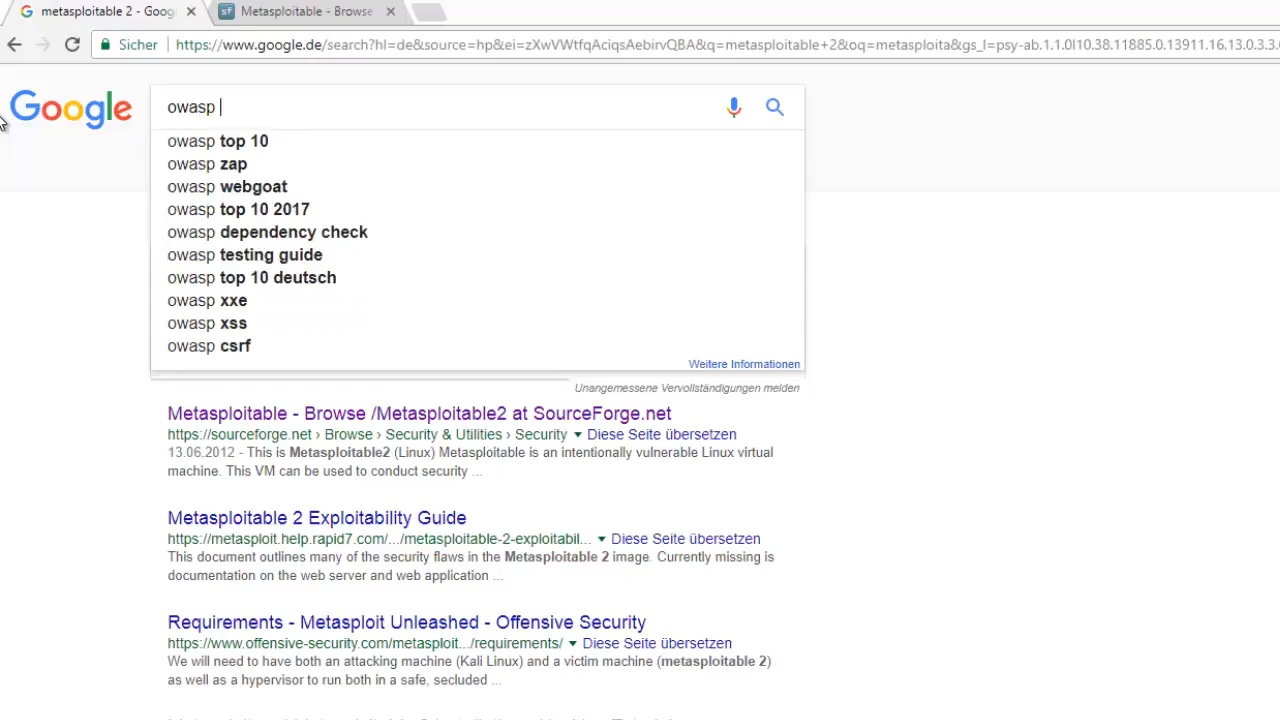 metasploitable 2 - Goog
Metasploitable - Browse
Sicher
https://www.google.de/search?hl=de&source=hp&ei=zXwVWtfqAciqsAebirvQBA&q=metasploitable+2&oq=metasploita&gs_l=psy-ab.1.1.0l10.38.11885.0.13911.16.13.0.3.3.
Google
owasp
owasp top 10
owasp zap
owasp webgoat
owasp top 10 2017
owasp dependency check
owasp testing guide
owasp top 10 deutsch
owasp xxe
owasp xss
owasp csrf
Weitere Informationen
Unangemessene Vervollständigungen melden
Metasploitable - Browse /Metasploitable2 at SourceForge.net
https://sourceforge.net › Browse › Security & Utilities › Security ▼ Diese Seite übersetzen
13.06.2012 - This is Metasploitable2 (Linux) Metasploitable is an intentionally vulnerable Linux virtual
machine. This VM can be used to conduct security ...
Metasploitable 2 Exploitability Guide
https://metasploit.help.rapid7.com/.../metasploitable-2-exploitabil... ▼ Diese Seite übersetzen
This document outlines many of the security flaws in the Metasploitable 2 image. Currently missing is
documentation on the web server and web application ...
Requirements - Metasploit Unleashed - Offensive Security
https://www.offensive-security.com/metasploit.../requirements/ ▼ Diese Seite übersetzen
We will need to have both an attacking machine (Kali Linux) and a victim machine (metasploitable 2)
as well as a hypervisor to run both in a safe, secluded ...